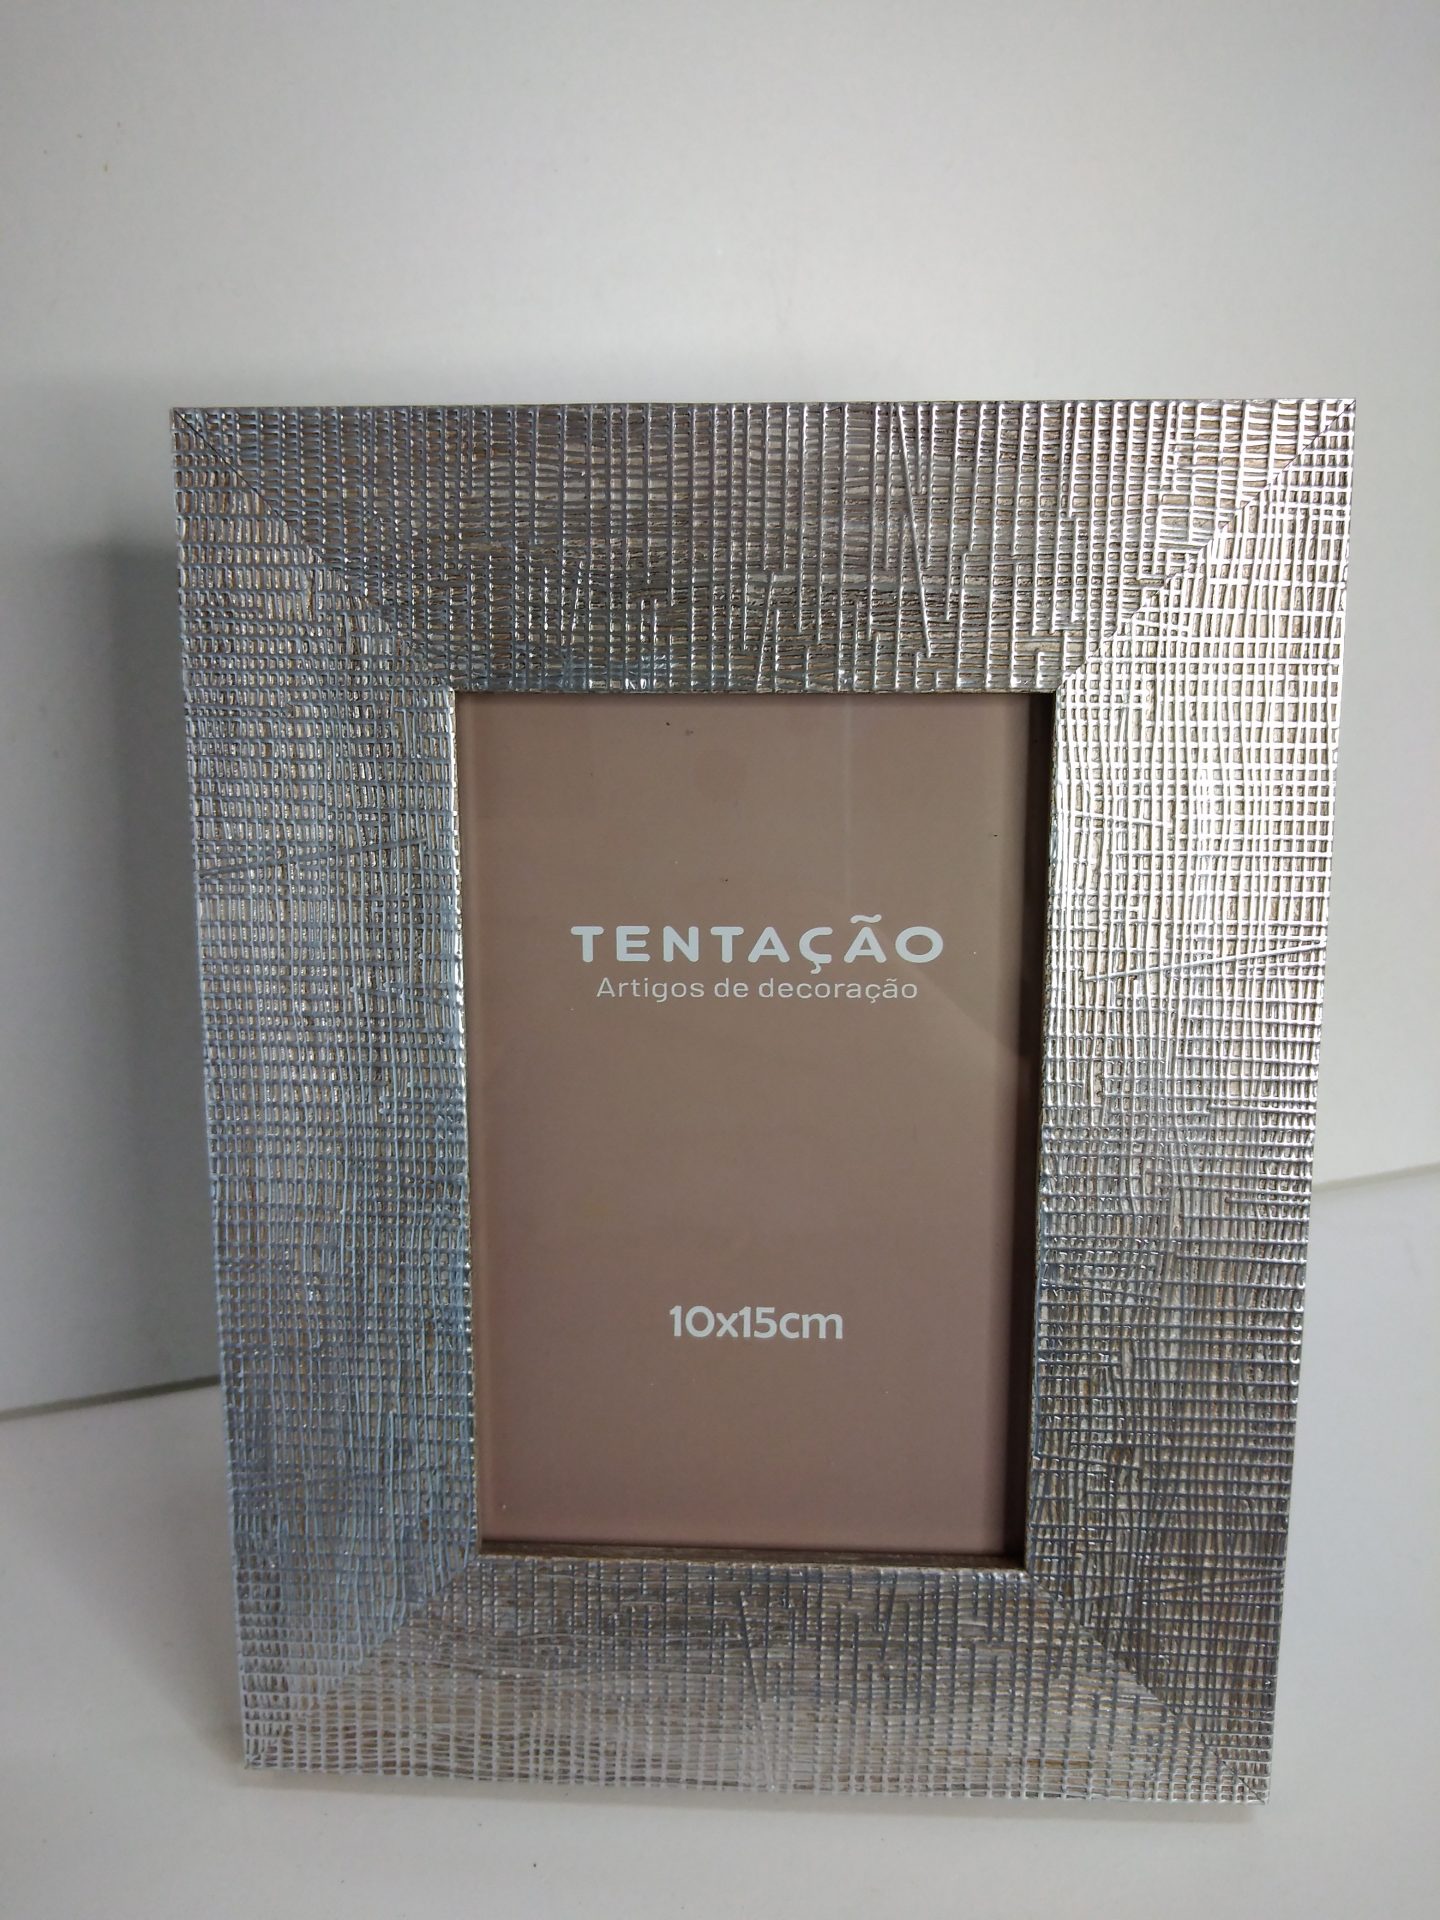 TENTAÇÃO
Artigos de decoração
10x15cm